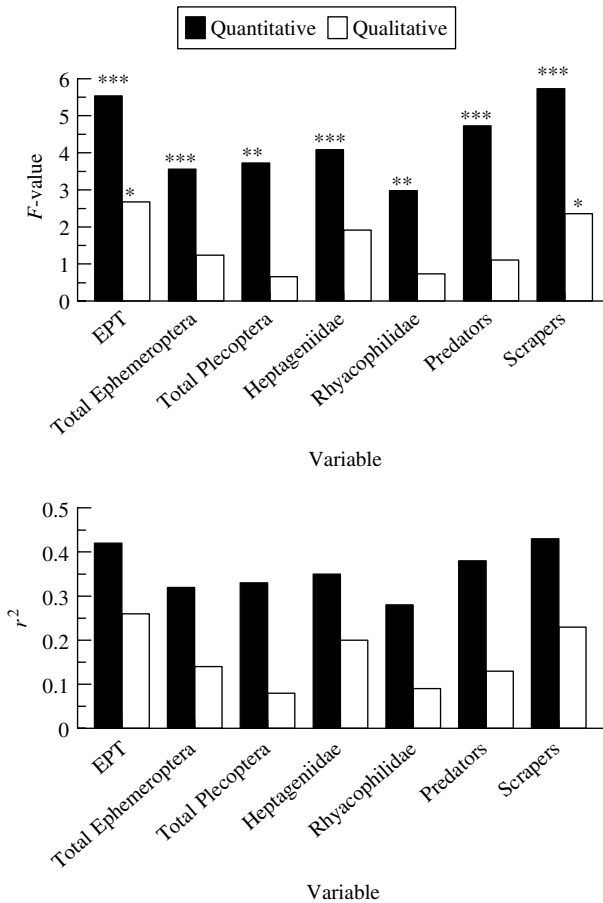 Quantitative Qualitative
6
5
4
3
2
1
0
F-value
*** * *** ** *** ** *** *** *
EPT
Total Ephemeroptera
Total Plecoptera
Heptageniidae
Rhyacophilidae
Predators
Scrapers
Variable
0.5
0.4
0.3
0.2
0.1
0
r²
EPT
Total Ephemeroptera
Total Plecoptera
Heptageniidae
Rhyacophilidae
Predators
Scrapers
Variable